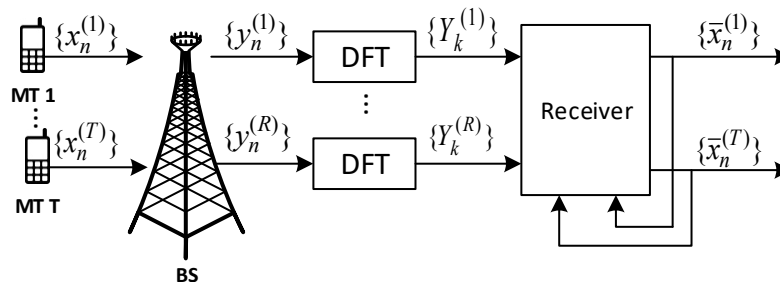 {x_n^{(1)}}
MT 1
⋮
{x_n^{(T)}}
MT T
BS
{y_n^{(1)}}
DFT
{Y_k^{(1)}}
⋮
{y_n^{(R)}}
DFT
{Y_k^{(R)}}
Receiver
{x̄_n^{(1)}}
{x̄_n^{(T)}}